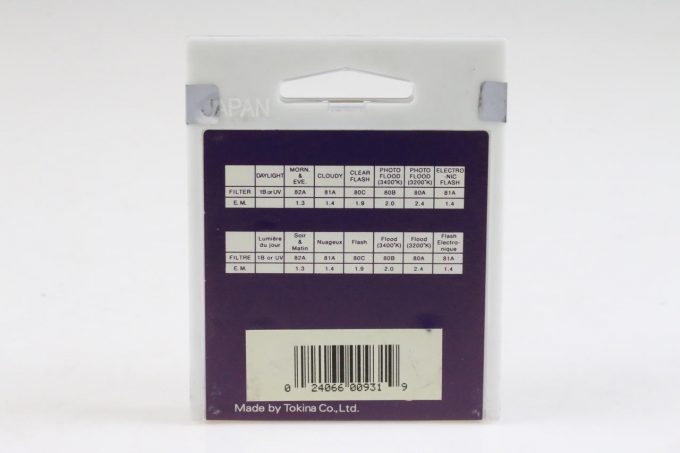 JAPAN
DAYLIGHT MORN. & EVE. CLOUDY CLEAR FLASH PHOTO FLOOD (3400°K) PHOTO FLOOD (3200°K) ELECTRO -NIC FLASH
FILTER 1B or UV 82A 81A 80C 80B 80A 81A
E.M. 1.3 1.4 1.9 2.0 2.4 1.4
Lumière du jour Soir & Matin Nuageux Flash Flood (3400°K) Flood (3200°K) Flash Electro- nique
FILTRE 1B or UV 82A 81A 80C 80B 80A 81A
E.M. 1.3 1.4 1.9 2.0 2.4 1.4
0 24066 00931 9
Made by Tokina Co., Ltd.